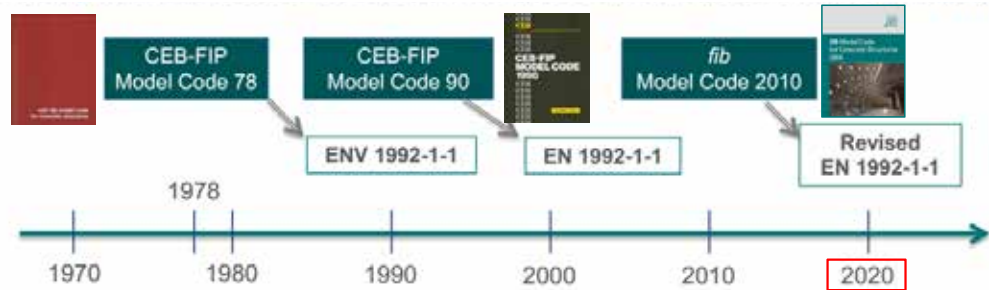 CEB-FIP
Model Code 78
CEB-FIP
Model Code 90
CEB-FIP
MODEL CODE
1990
fib
Model Code 2010
ENV 1992-1-1
EN 1992-1-1
Revised
EN 1992-1-1
1978
1970
1980
1990
2000
2010
2020